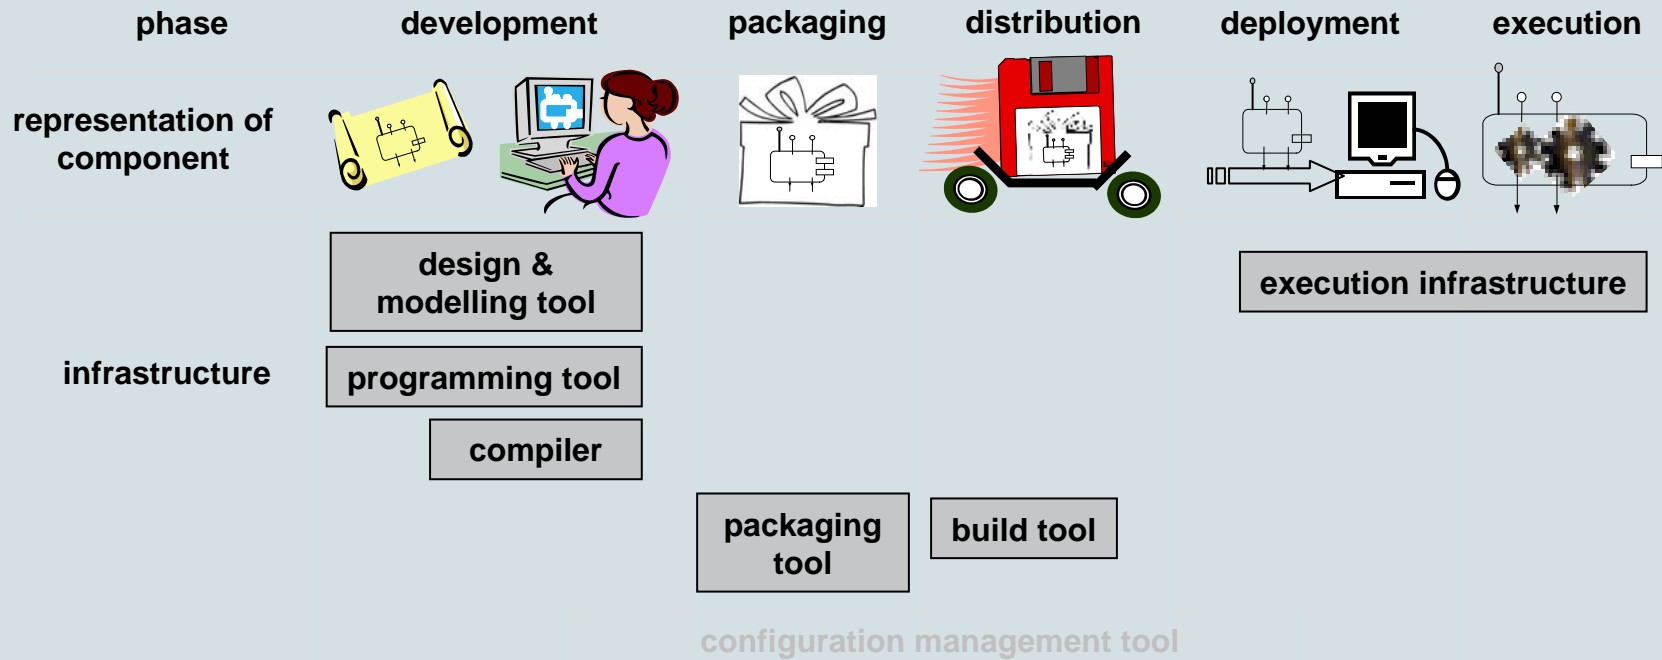 phase development packaging distribution deployment execution
representation of
component
design &
modelling tool
execution infrastructure
infrastructure
programming tool
compiler
packaging
tool
build tool
configuration management tool